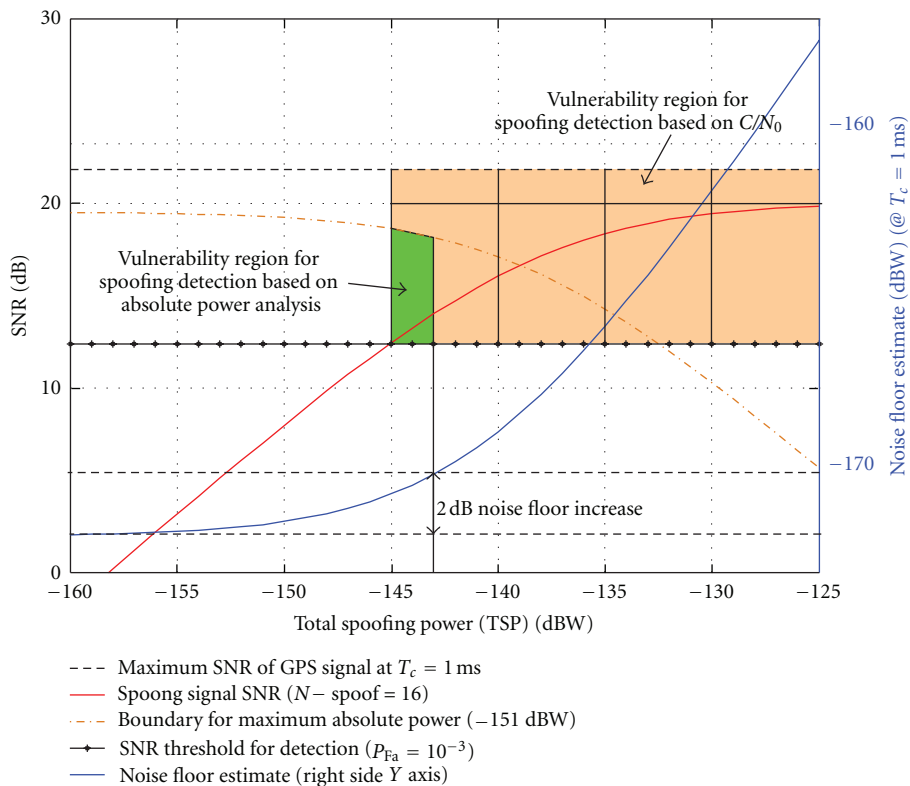 30
20
10
0
SNR (dB)
−160
−155
−150
−145
−140
−135
−130
−125
Total spoofing power (TSP) (dBW)
−160
−170
Noise floor estimate (dBW) (@ Tc = 1 ms)
Vulnerability region for
spoofing detection based on C/N0
Vulnerability region for
spoofing detection based on
absolute power analysis
2 dB noise floor increase
Maximum SNR of GPS signal at Tc = 1 ms
Spoong signal SNR (N− spoof = 16)
Boundary for maximum absolute power (−151 dBW)
SNR threshold for detection (PFa = 10−3)
Noise floor estimate (right side Y axis)